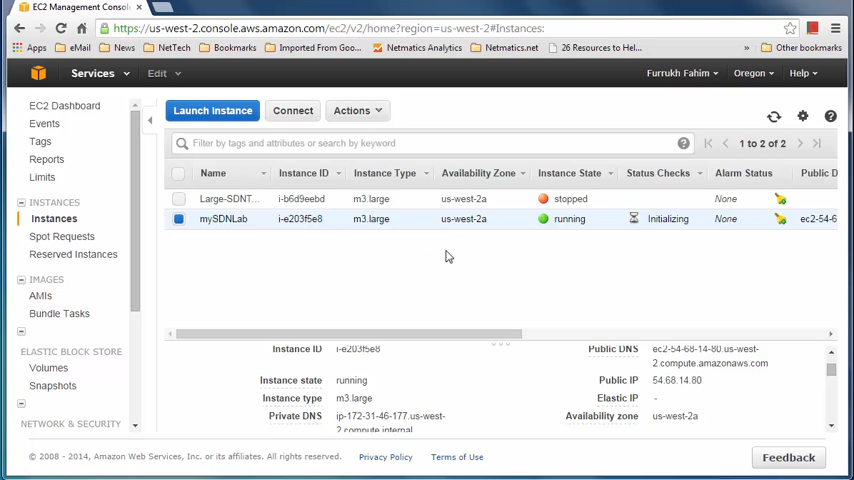 EC2 Management Consol
https://us-west-2.console.aws.amazon.com/ec2/v2/home?region=us-west-2#Instances:
Apps eMail News NetTech Bookmarks Imported From Goo... Netmatics Analytics Netmatics.net 26 Resources to Hel... » Other bookmarks
Services Edit Furrukh Fahim Oregon Help
EC2 Dashboard
Events
Tags
Reports
Limits
INSTANCES
Instances
Spot Requests
Reserved Instances
IMAGES
AMIs
Bundle Tasks
ELASTIC BLOCK STORE
Volumes
Snapshots
NETWORK & SECURITY
Launch Instance Connect Actions
Filter by tags and attributes or search by keyword 1 to 2 of 2
Name Instance ID Instance Type Availability Zone Instance State Status Checks Alarm Status Public D
Large-SDNT... i-b6d9eebd m3.large us-west-2a stopped None
mySDNLab i-e203f5e8 m3.large us-west-2a running Initializing None ec2-54-6
Instance ID i-e203f5e8 Public DNS ec2-54-68-14-80.us-west-
2.compute.amazonaws.com
Instance state running Public IP 54.68.14.80
Instance type m3.large Elastic IP -
Private DNS ip-172-31-46-177.us-west- Availability zone us-west-2a
2.compute.internal
© 2008 - 2014, Amazon Web Services, Inc. or its affiliates. All rights reserved. Privacy Policy Terms of Use Feedback